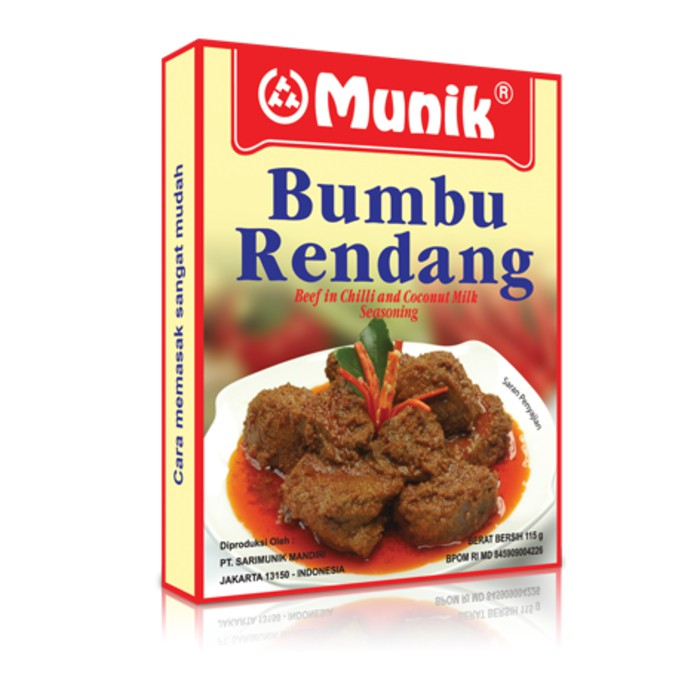 Munik®
Bumbu
Rendang
Beef in Chilli and Coconut Milk
Seasoning
Cara memasak sangat mudah
Saran Penyajian
Diproduksi Oleh :
PT. SARIMUNIK MANDIRI
JAKARTA 13150 - INDONESIA
BERAT BERSIH 115 g
BPOM RI MD 845909004226